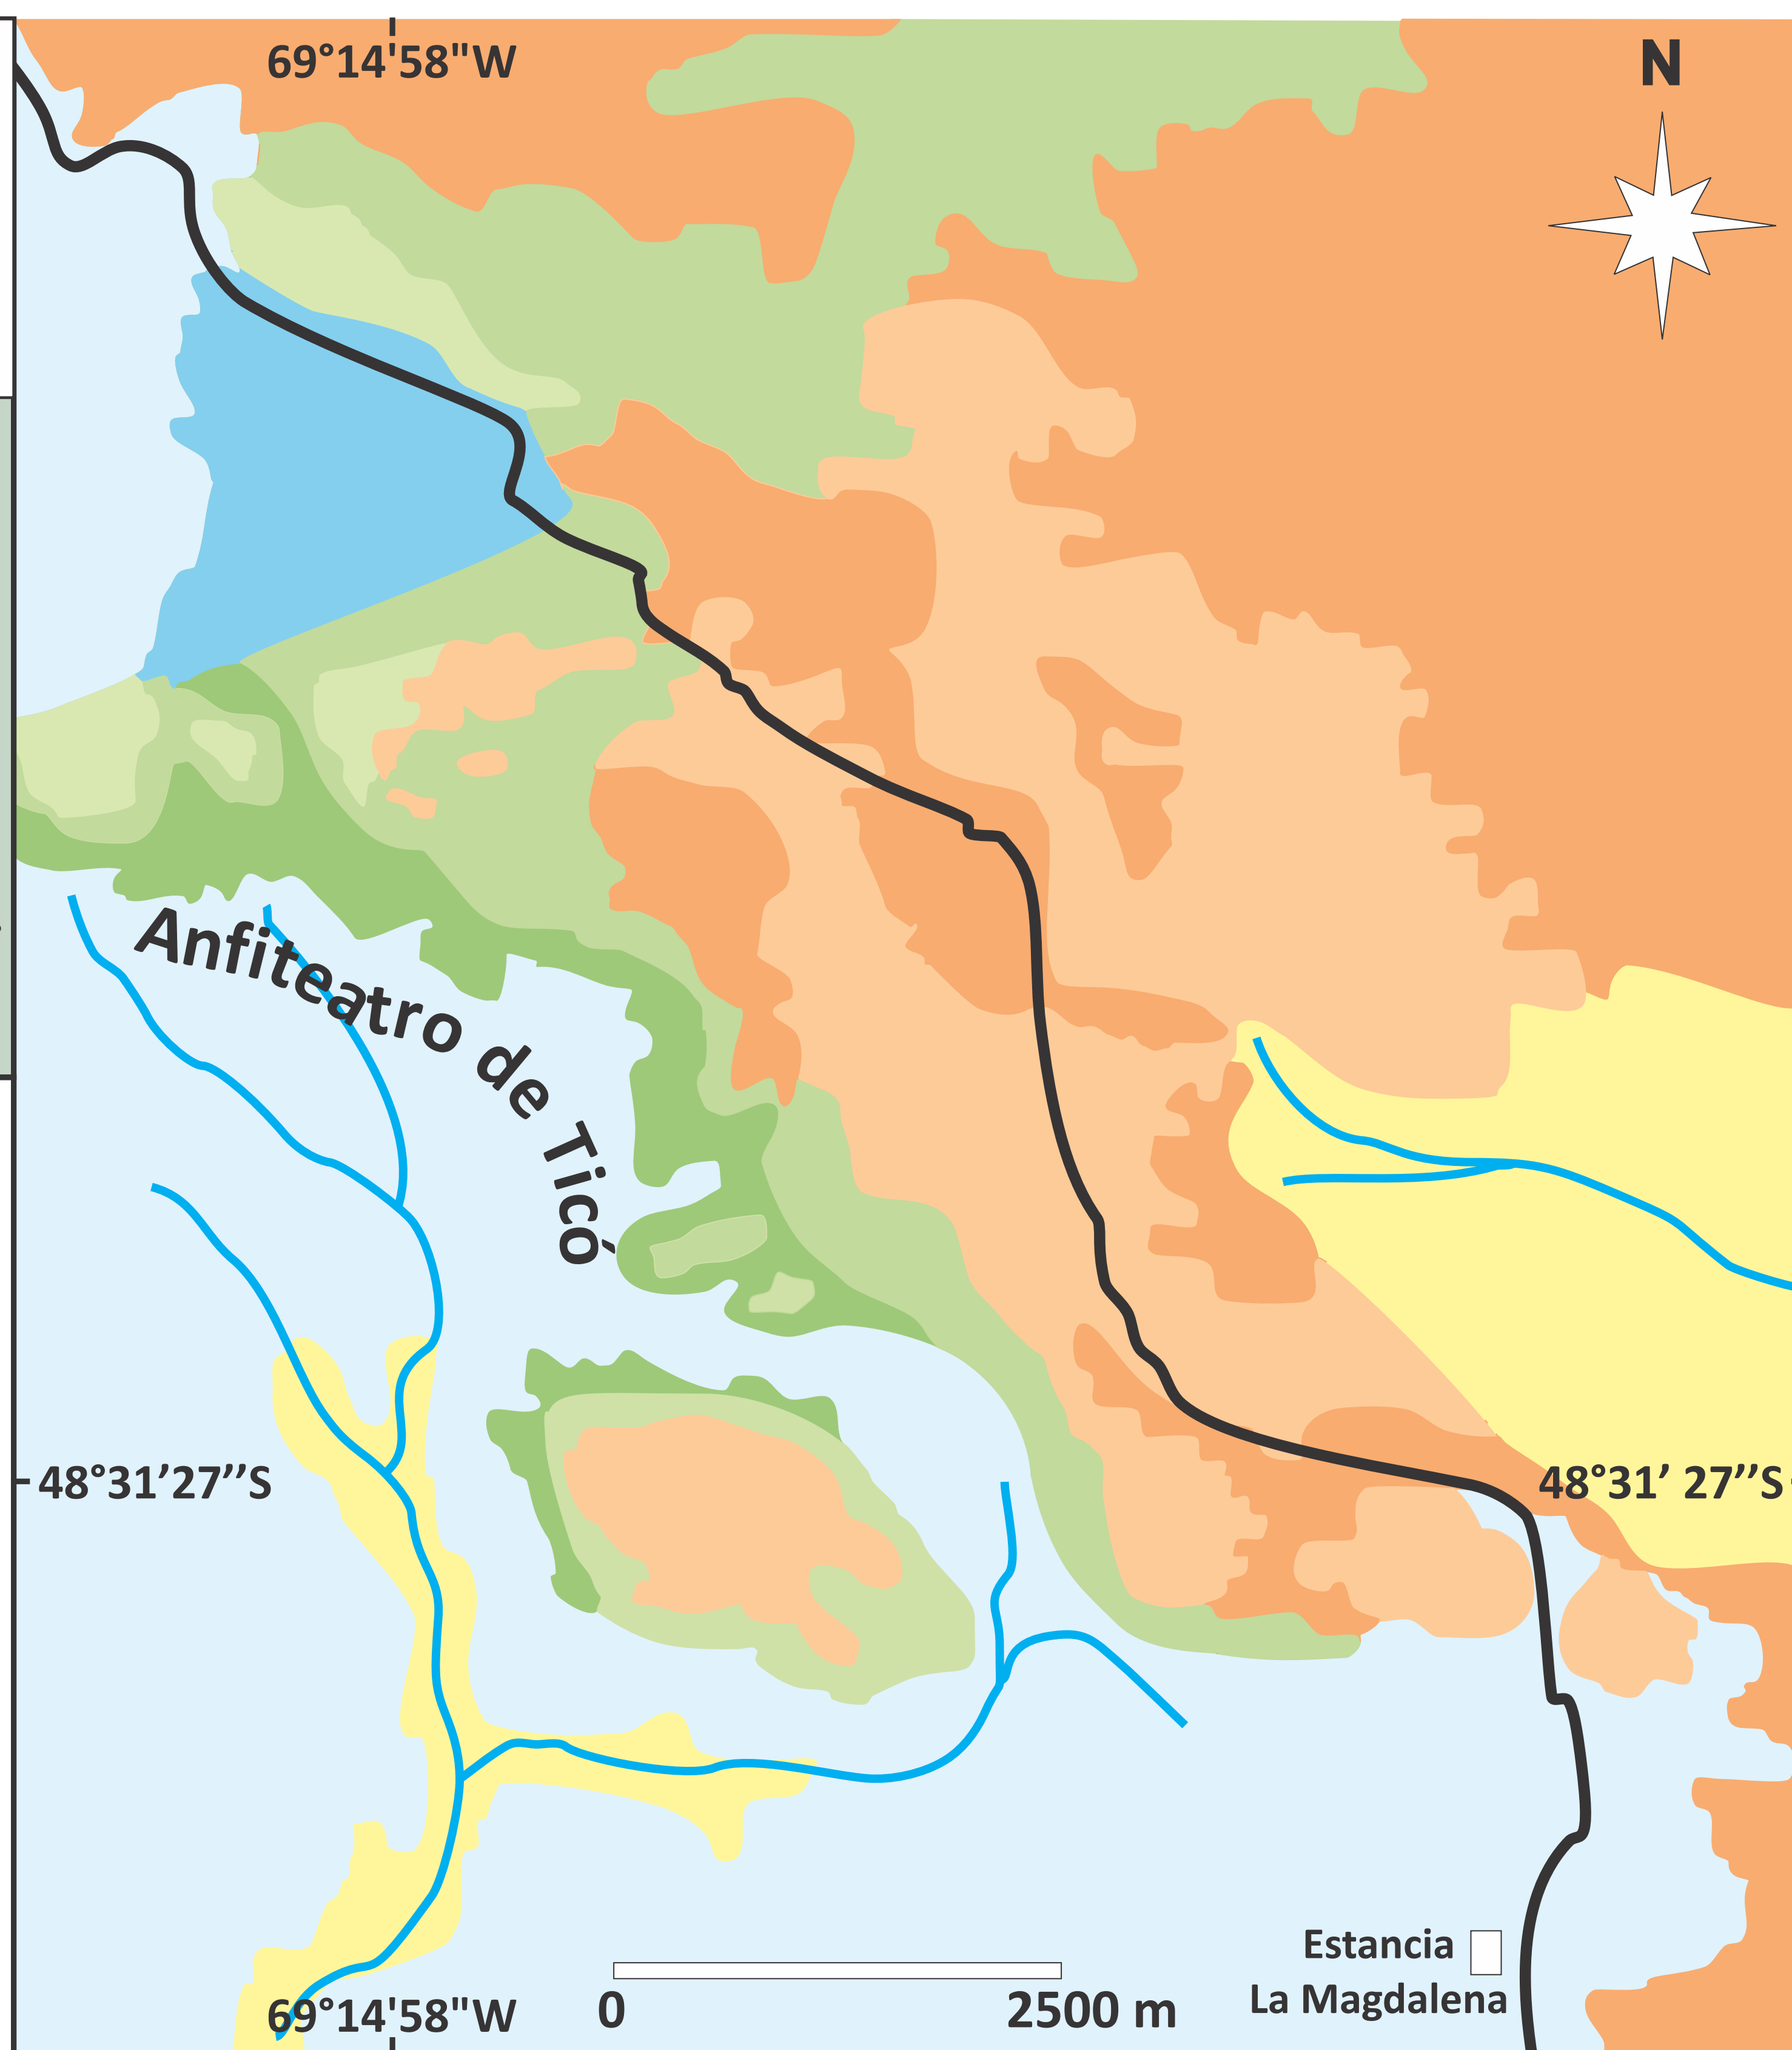 69°14'58"W
N
Anfiteatro de Ticó
48°31’27’’S
48°31’ 27’’S
Estancia
La Magdalena
69°14'58"W
0
2500 m